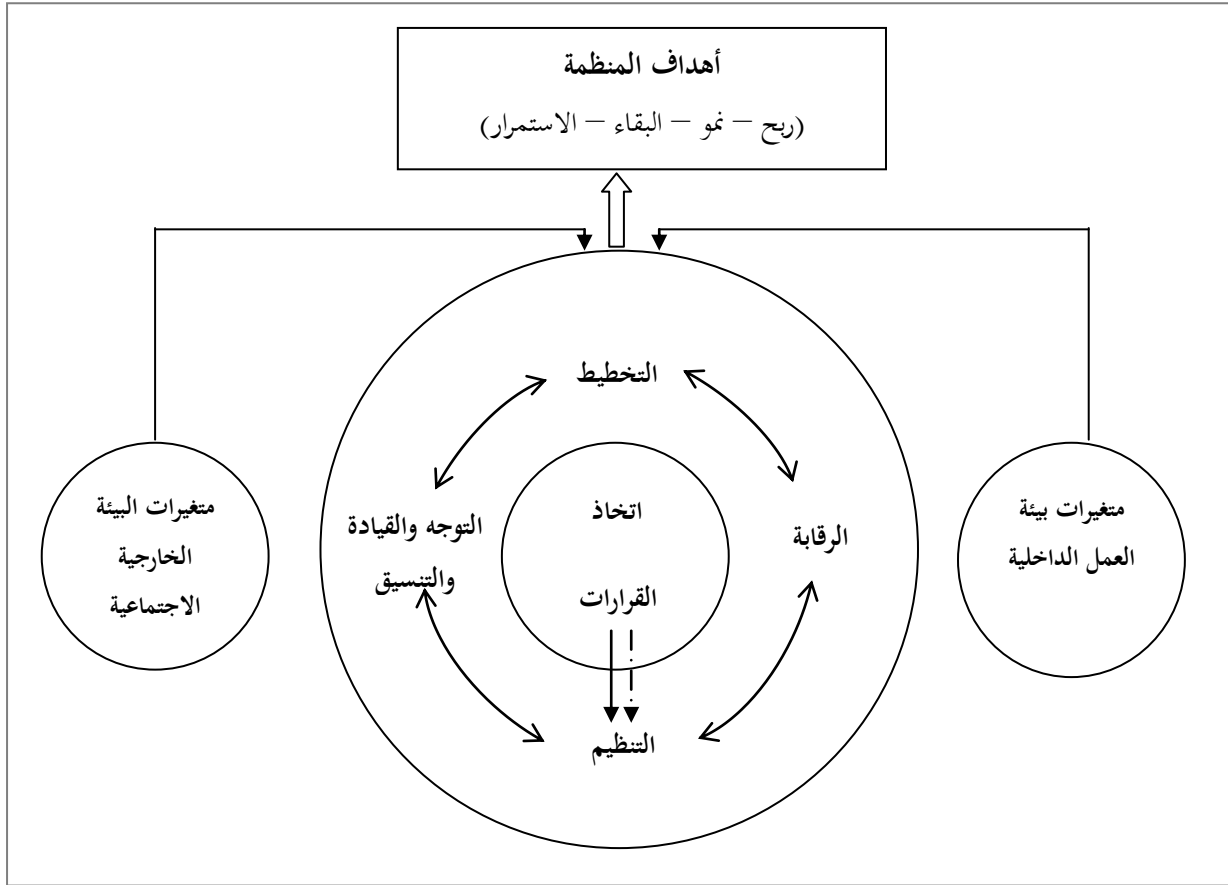 أهداف المنظمة
(ربح – نمو – البقاء – الاستمرار)
التخطيط
متغيرات بيئة
العمل الداخلية
الرقابة
اتخاذ
القرارات
التوجه والقيادة
والتنسيق
متغيرات البيئة
الخارجية
الاجتماعية
التنظيم